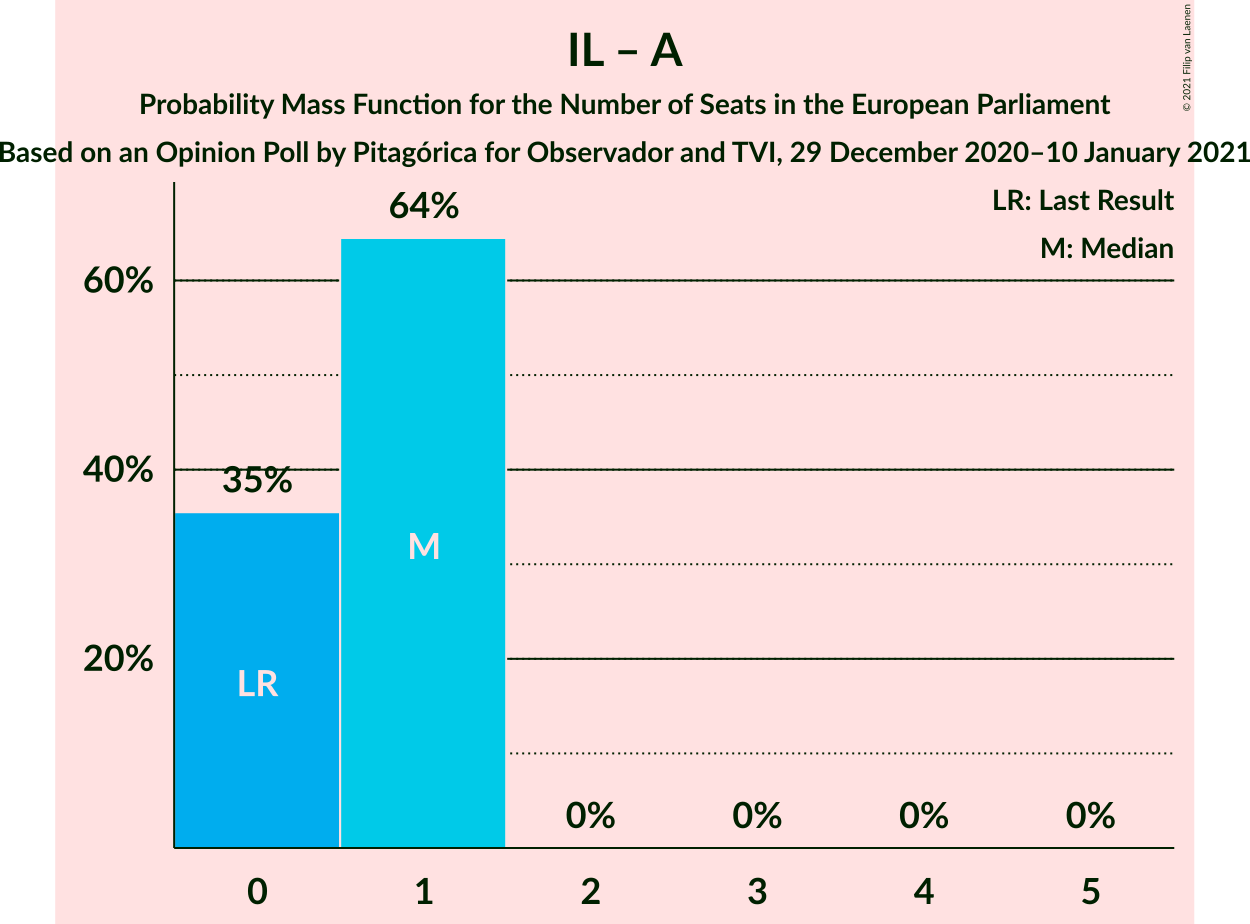 IL – A
Probability Mass Function for the Number of Seats in the European Parliament
Based on an Opinion Poll by Pitagórica for Observador and TVI, 29 December 2020–10 January 2021
© 2021 Filip van Laenen
LR: Last Result
M: Median
64%
60%
40%
35%
M
20%
LR
0% 0% 0% 0%
0 1 2 3 4 5